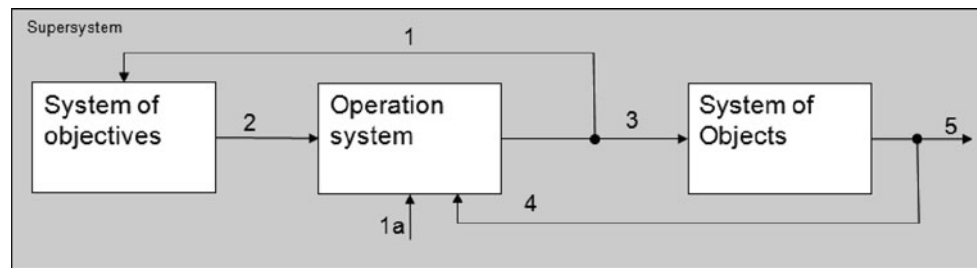 Supersystem
1
System of
objectives
2
Operation
system
3
System of
Objects
5
1a
4